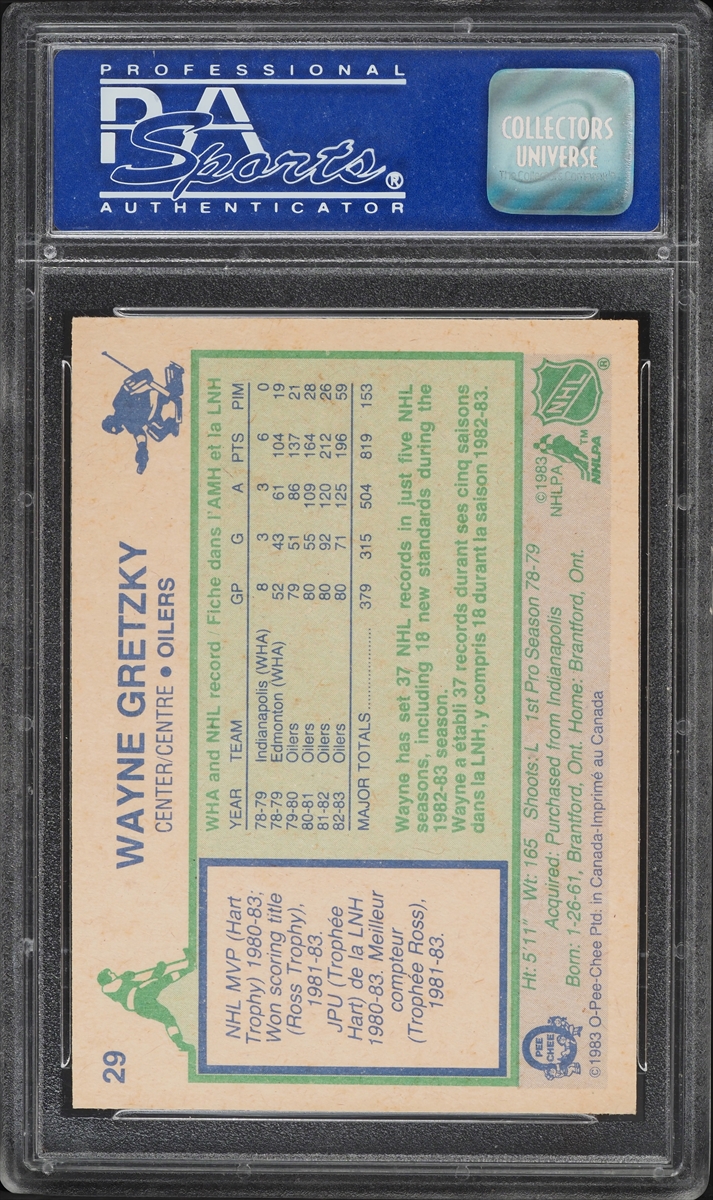 PROFESSIONAL
PSA
Sports®
AUTHENTICATOR
COLLECTORS
UNIVERSE
29
WAYNE GRETZKY
CENTER/CENTRE • OILERS
NHL MVP (Hart
Trophy) 1980-83;
Won scoring title
(Ross Trophy),
1981-83.
JPU (Trophée
Hart) de la LNH
1980-83. Meilleur
compteur
(Trophée Ross),
1981-83.
WHA and NHL record / Fiche dans l'AMH et la LNH
YEAR TEAM GP G A PTS PIM
78-79 Indianapolis (WHA) 8 3 3 6 0
78-79 Edmonton (WHA) 52 43 61 104 19
79-80 Oilers 79 51 86 137 21
80-81 Oilers 80 55 109 164 28
81-82 Oilers 80 92 120 212 26
82-83 Oilers 80 71 125 196 59
MAJOR TOTALS .................. 379 315 504 819 153
Wayne has set 37 NHL records in just five NHL
seasons, including 18 new standards during the
1982-83 season.
Wayne a établi 37 records durant ses cinq saisons
dans la LNH, y compris 18 durant la saison 1982-83.
Ht: 5'11" Wt: 165 Shoots: L 1st Pro Season 78-79
Acquired: Purchased from Indianapolis
Born: 1-26-61, Brantford, Ont. Home: Brantford, Ont.
©1983 O-Pee-Chee Ptd. in Canada-Imprimé au Canada
O
PEE
CHEE
©1983
NHLPA
NHLPA™
NHL®